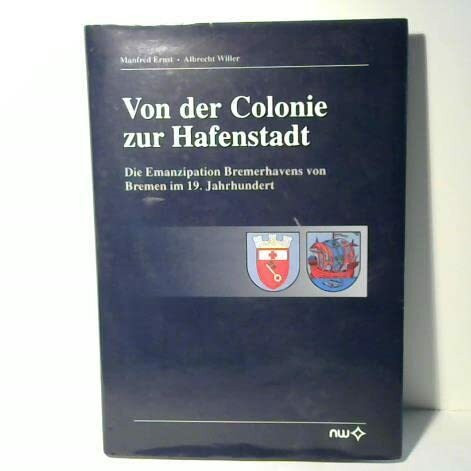 Manfred Ernst · Albrecht Willer
Von der Colonie
zur Hafenstadt
Die Emanzipation Bremerhavens von
Bremen im 19. Jahrhundert
nw